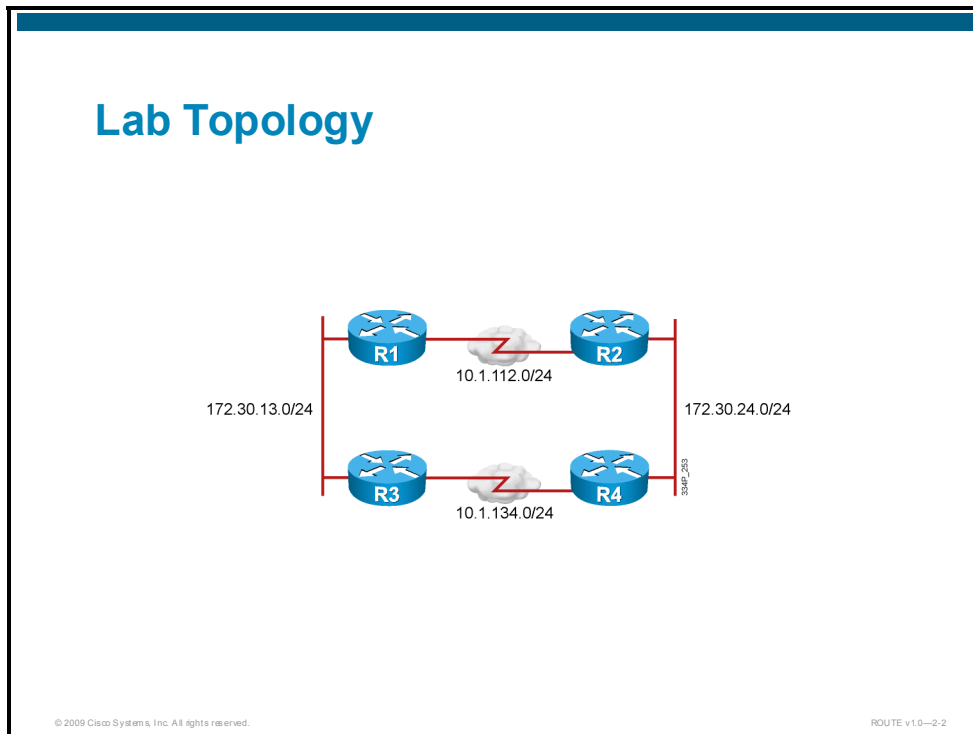 Lab Topology
R1
R2
10.1.112.0/24
172.30.13.0/24
172.30.24.0/24
334P_253
R3
R4
10.1.134.0/24
© 2009 Cisco Systems, Inc. All rights reserved.
ROUTE v1.0—2-2